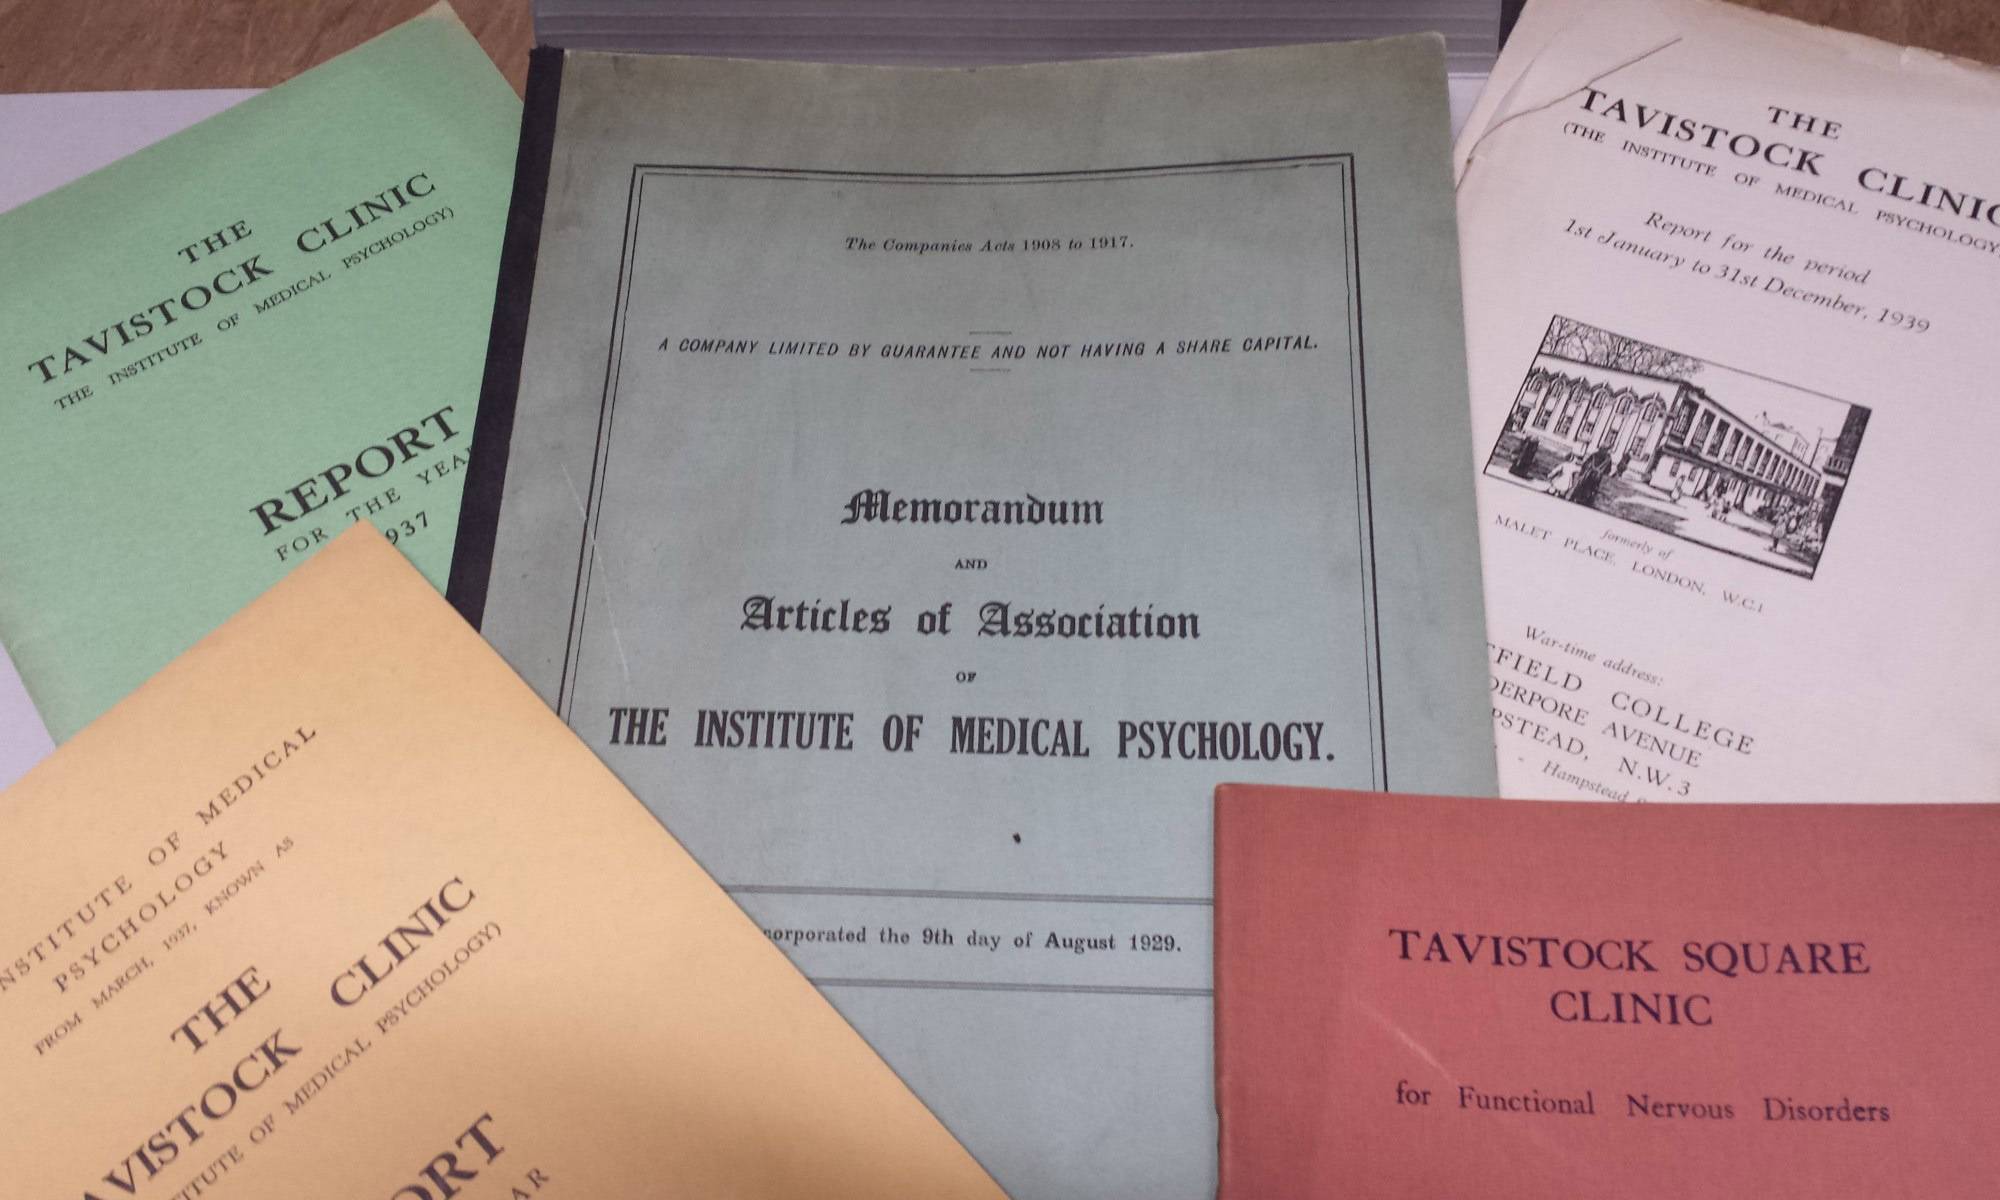 THE
TAVISTOCK CLINIC
(THE INSTITUTE OF MEDICAL PSYCHOLOGY)
REPORT
FOR THE YEAR
937
The Companies Acts 1908 to 1917.
A COMPANY LIMITED BY GUARANTEE AND NOT HAVING A SHARE CAPITAL.
Memorandum
AND
Articles of Association
OF
THE INSTITUTE OF MEDICAL PSYCHOLOGY.
corporated the 9th day of August 1929.
THE
TAVISTOCK CLINIC
(THE INSTITUTE OF MEDICAL PSYCHOLOGY)
Report for the period
1st January to 31st December, 1939
formerly of
MALET PLACE, LONDON, W.C.1
War-time address:
TFIELD COLLEGE
DERPORE AVENUE
PSTEAD, N.W.3
- Hampstead
NSTITUTE OF MEDICAL
PSYCHOLOGY
FROM MARCH, 1937, KNOWN AS
THE
AVISTOCK CLINIC
TITUTE OF MEDICAL PSYCHOLOGY)
ORT
AR
TAVISTOCK SQUARE
CLINIC
for Functional Nervous Disorders